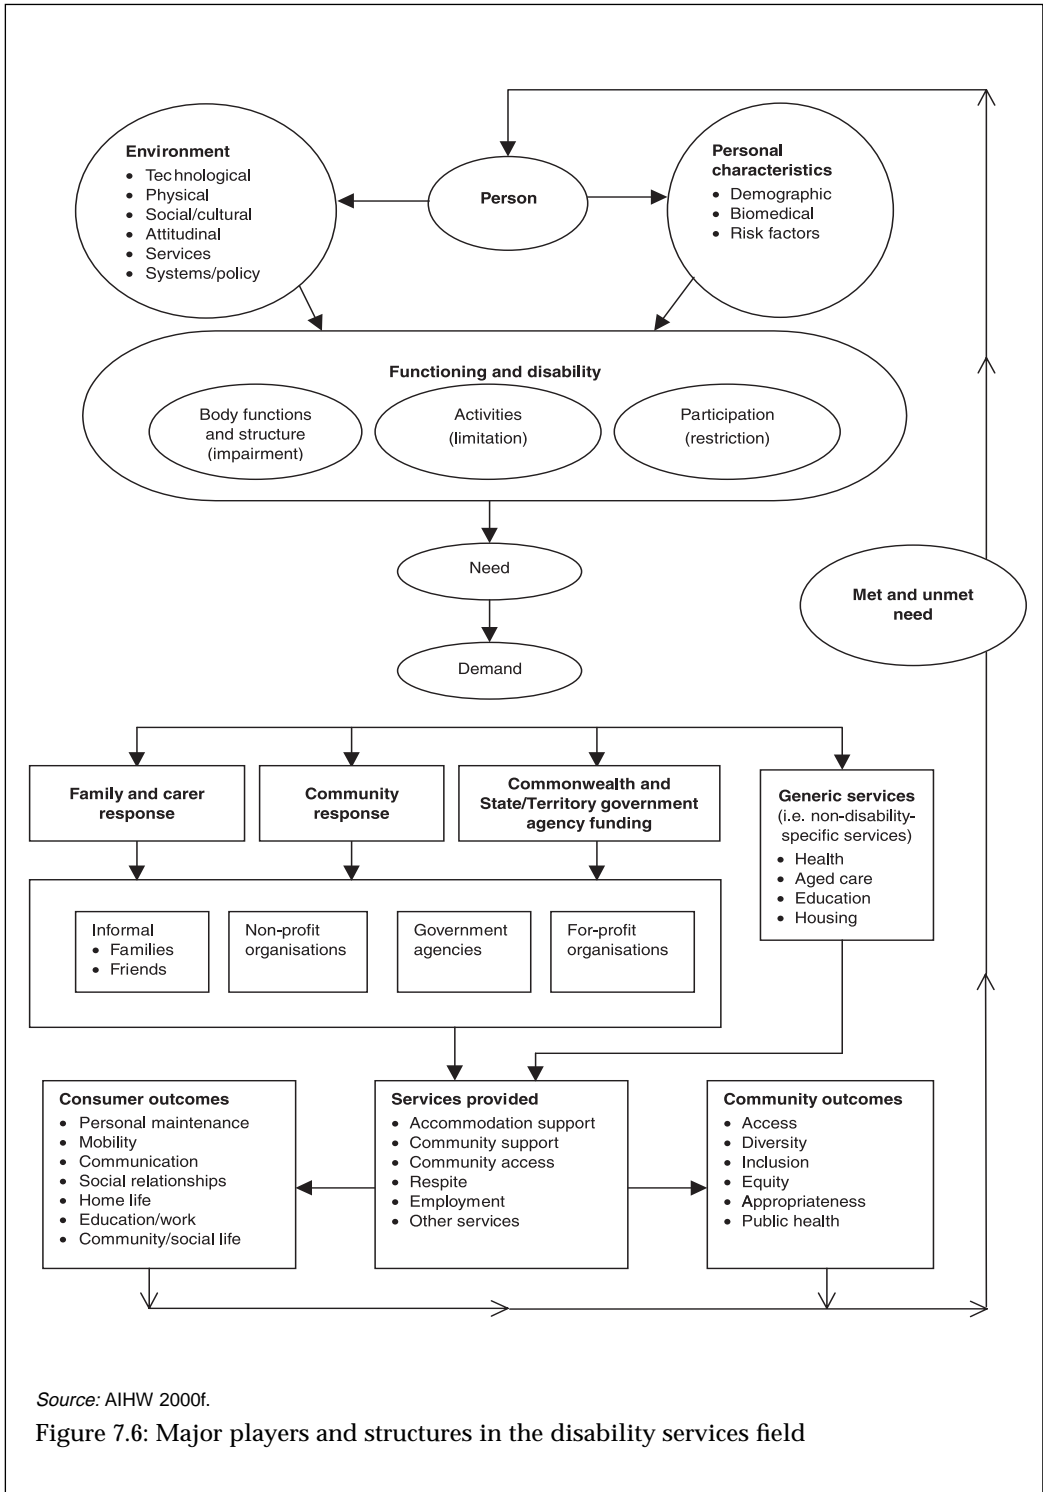 Environment
• Technological
• Physical
• Social/cultural
• Attitudinal
• Services
• Systems/policy
Person
Personal
characteristics
• Demographic
• Biomedical
• Risk factors
Functioning and disability
Body functions
and structure
(impairment)
Activities
(limitation)
Participation
(restriction)
Need
Met and unmet
need
Demand
Family and carer
response
Community
response
Commonwealth and
State/Territory government
agency funding
Generic services
(i.e. non-disability-
specific services)
• Health
• Aged care
• Education
• Housing
Informal
• Families
• Friends
Non-profit
organisations
Government
agencies
For-profit
organisations
Consumer outcomes
• Personal maintenance
• Mobility
• Communication
• Social relationships
• Home life
• Education/work
• Community/social life
Services provided
• Accommodation support
• Community support
• Community access
• Respite
• Employment
• Other services
Community outcomes
• Access
• Diversity
• Inclusion
• Equity
• Appropriateness
• Public health
Source: AIHW 2000f.
Figure 7.6: Major players and structures in the disability services field